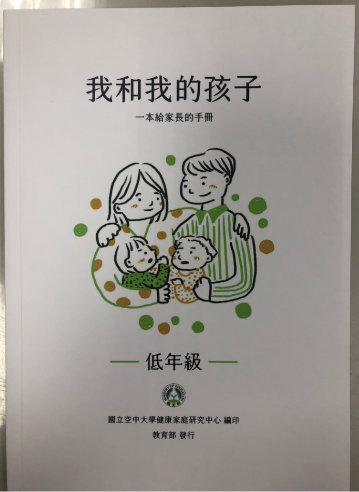 我和我的孩子
一本給家長的手冊
低年級
國立空中大學健康家庭研究中心 編印
教育部 發行